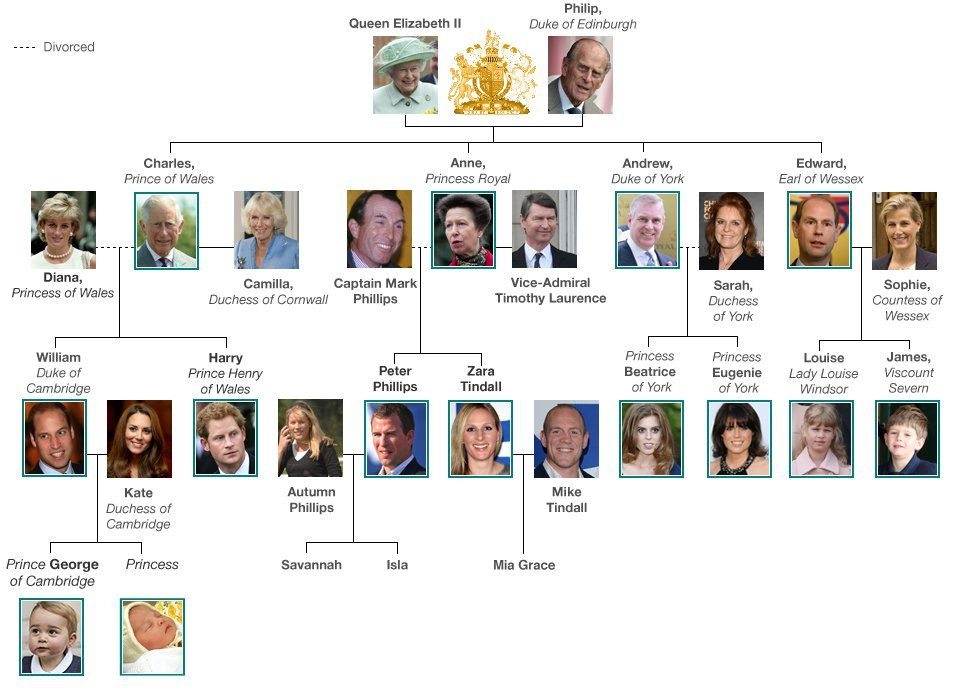 Queen Elizabeth II
Philip,
Duke of Edinburgh
Divorced
Charles,
Prince of Wales
Anne,
Princess Royal
Andrew,
Duke of York
Edward,
Earl of Wessex
Diana,
Princess of Wales
Camilla,
Duchess of Cornwall
Captain Mark
Phillips
Vice-Admiral
Timothy Laurence
Sarah,
Duchess
of York
Sophie,
Countess of
Wessex
William
Duke of
Cambridge
Harry
Prince Henry
of Wales
Peter
Phillips
Zara
Tindall
Princess
Beatrice
of York
Princess
Eugenie
of York
Louise
Lady Louise
Windsor
James,
Viscount
Severn
Kate
Duchess of
Cambridge
Autumn
Phillips
Mike
Tindall
Prince George
of Cambridge
Princess
Savannah
Isla
Mia Grace